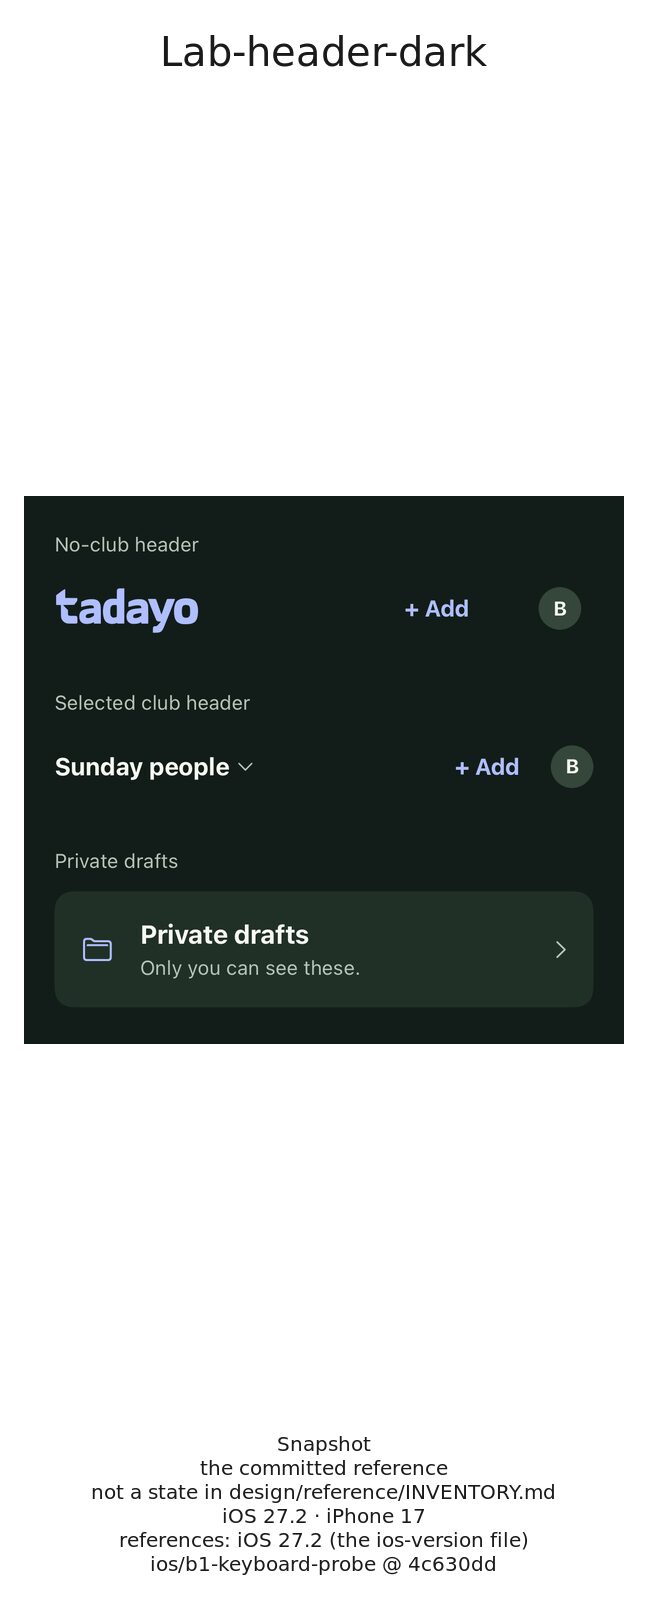 Lab-header-dark
No-club header
tadayo
+ Add
B
Selected club header
Sunday people
+ Add
B
Private drafts
Private drafts
Only you can see these.
Snapshot
the committed reference
not a state in design/reference/INVENTORY.md
iOS 27.2 · iPhone 17
references: iOS 27.2 (the ios-version file)
ios/b1-keyboard-probe @ 4c630dd